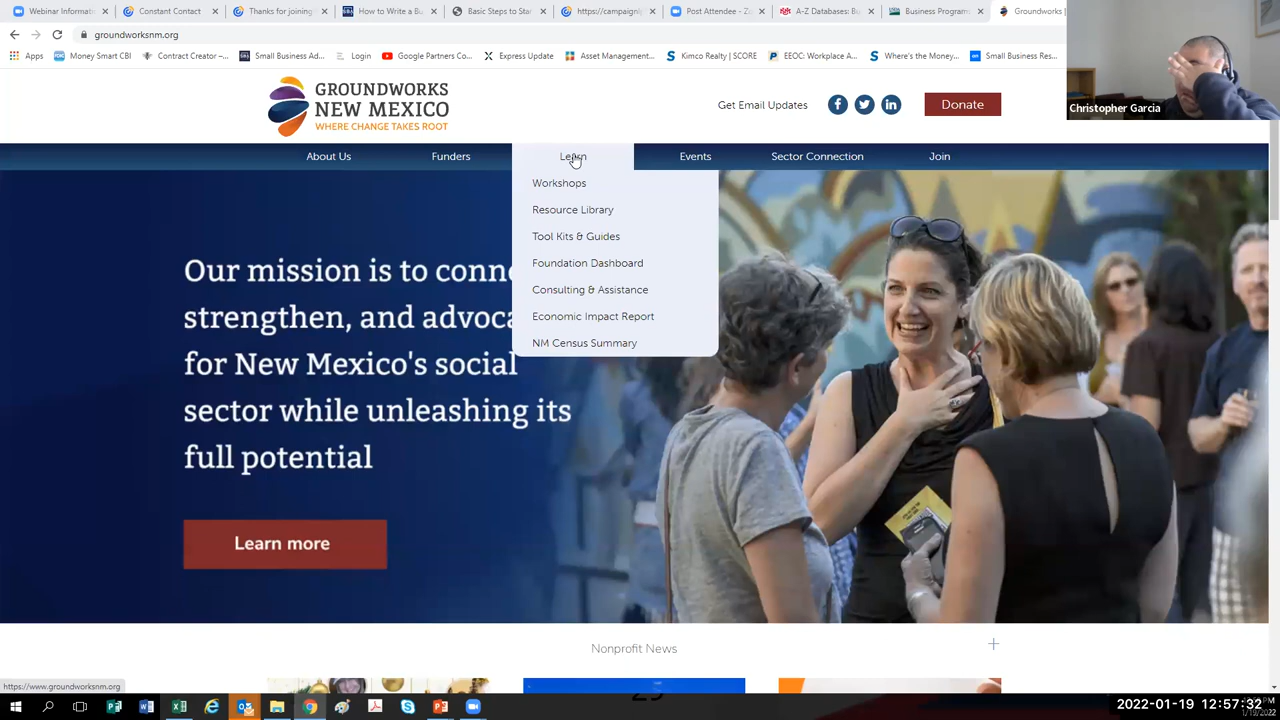 Webinar Informati
Constant Contact
Thanks for joining
How to Write a Bu
Basic Steps to Star
https://campaignl
Post Attendee - Zo
A-Z Databases: Bu
Business Programs
Groundworks |
groundworksnm.org
Apps
Money Smart CBI
Contract Creator –...
Small Business Ad...
Login
Google Partners Co...
Express Update
Asset Management...
Kimco Realty | SCORE
EEOC: Workplace A...
Where's the Money...
Small Business Res...
Christopher Garcia
GROUNDWORKS
NEW MEXICO
WHERE CHANGE TAKES ROOT
Get Email Updates
Donate
About Us
Funders
Learn
Events
Sector Connection
Join
Workshops
Resource Library
Tool Kits & Guides
Foundation Dashboard
Consulting & Assistance
Economic Impact Report
NM Census Summary
Our mission is to conne
strengthen, and advoca
for New Mexico's social
sector while unleashing its
full potential
Learn more
Nonprofit News
https://www.groundworksnm.org
2022-01-19 12:57:32